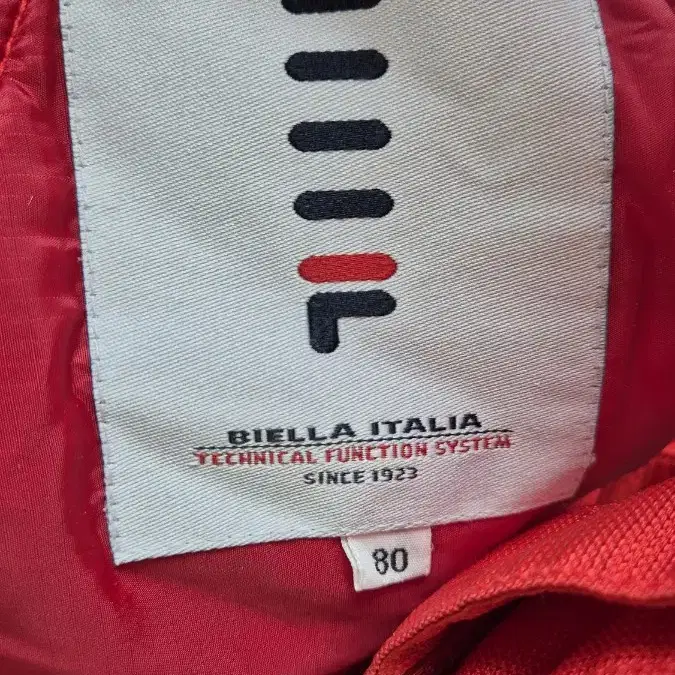 BIELLA ITALIA
TECHNICAL FUNCTION SYSTEM
SINCE 1923
80